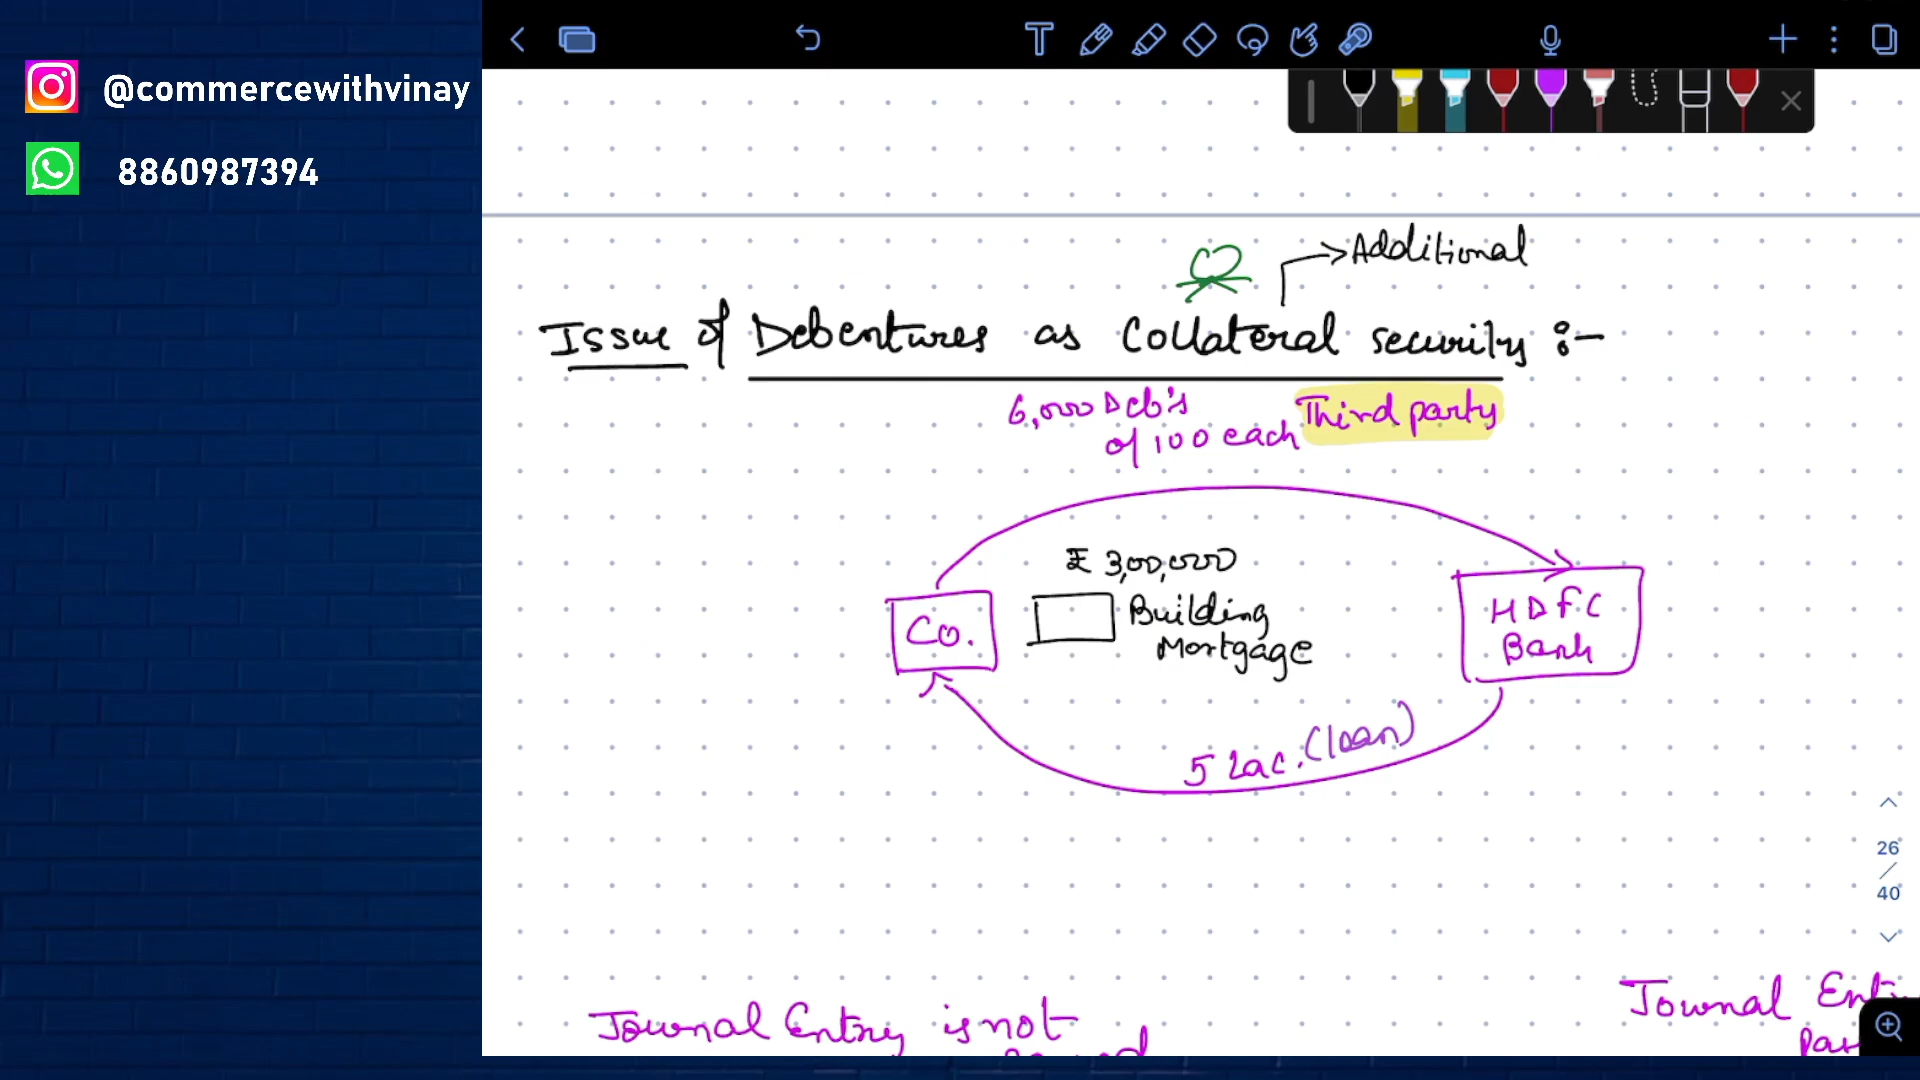 @commercewithvinay
8860987394
Additional
Issue of Debentures as Collateral security :-
6,000 Deb's
of 100 each
Third party
₹ 3,00,000
Building
Mortgage
Co.
HDFC
Bank
5 Lac. (loan)
26
40
Journal Entry is not
Journal Ent